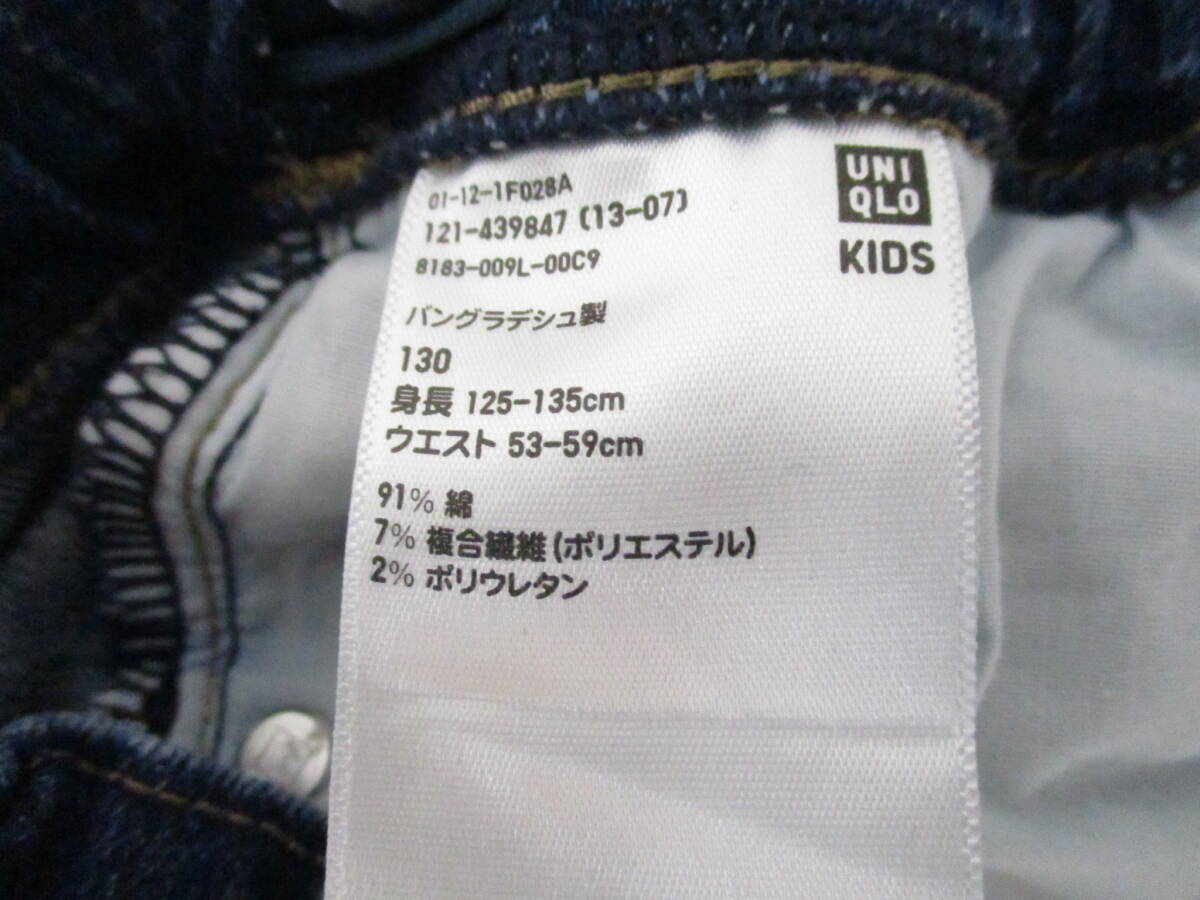 01-12-1F028A
121-439847 (13-07)
8183-009L-00C9
UNI
QLO
KIDS
バングラデシュ製
130
身長 125-135cm
ウエスト 53-59cm
91% 綿
7% 複合繊維(ポリエステル)
2% ポリウレタン